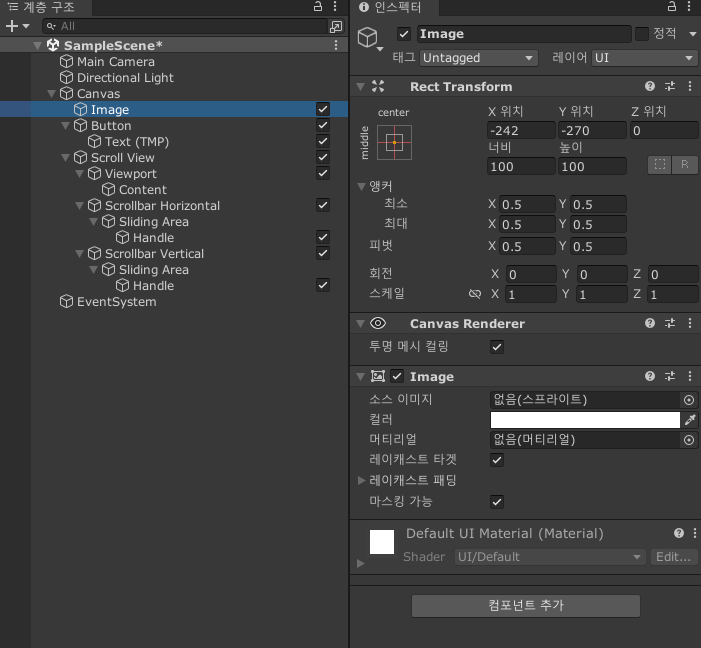 계층 구조
All
SampleScene*
Main Camera
Directional Light
Canvas
Image
Button
Text (TMP)
Scroll View
Viewport
Content
Scrollbar Horizontal
Sliding Area
Handle
Scrollbar Vertical
Sliding Area
Handle
EventSystem
인스펙터
Image 정적
태그 Untagged 레이어 UI
Rect Transform
center
middle
X 위치 Y 위치 Z 위치
-242 -270 0
너비 높이
100 100 R
앵커
최소 X 0.5 Y 0.5
최대 X 0.5 Y 0.5
피벗 X 0.5 Y 0.5
회전 X 0 Y 0 Z 0
스케일 X 1 Y 1 Z 1
Canvas Renderer
투명 메시 컬링
Image
소스 이미지 없음(스프라이트)
컬러
머티리얼 없음(머티리얼)
레이캐스트 타겟
레이캐스트 패딩
마스킹 가능
Default UI Material (Material)
Shader UI/Default Edit...
컴포넌트 추가